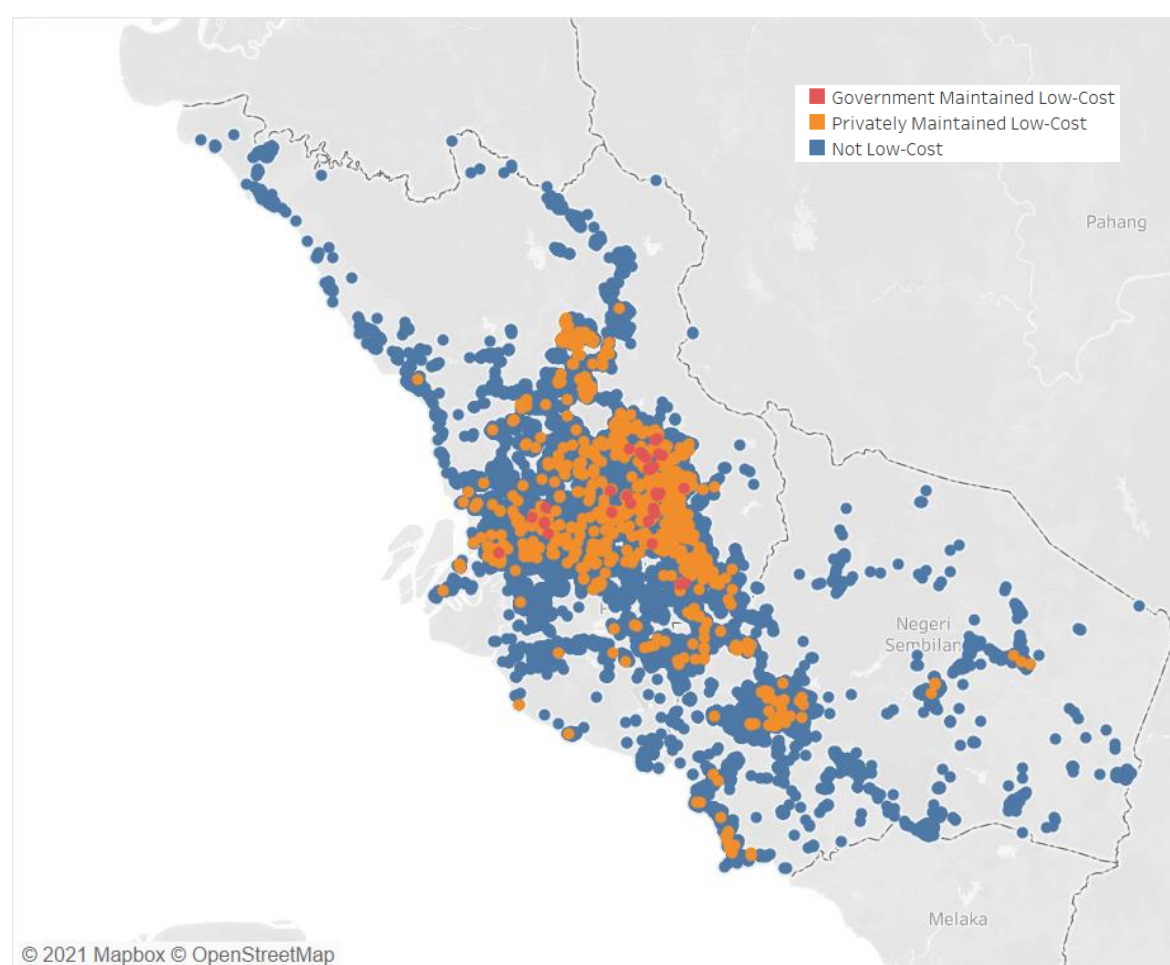 Government Maintained Low-Cost
Privately Maintained Low-Cost
Not Low-Cost
Pahang
Negeri
Sembilan
Melaka
© 2021 Mapbox © OpenStreetMap